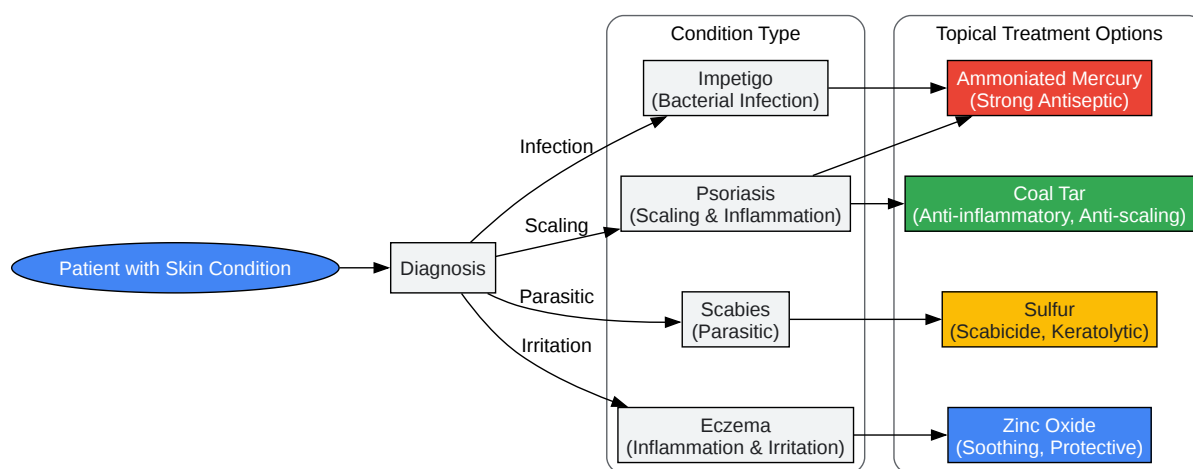 Condition Type
Topical Treatment Options
Impetigo
(Bacterial Infection)
Ammoniated Mercury
(Strong Antiseptic)
Infection
Psoriasis
(Scaling & Inflammation)
Coal Tar
(Anti-inflammatory, Anti-scaling)
Scaling
Patient with Skin Condition
Diagnosis
Parasitic
Scabies
(Parasitic)
Sulfur
(Scabicide, Keratolytic)
Irritation
Eczema
(Inflammation & Irritation)
Zinc Oxide
(Soothing, Protective)